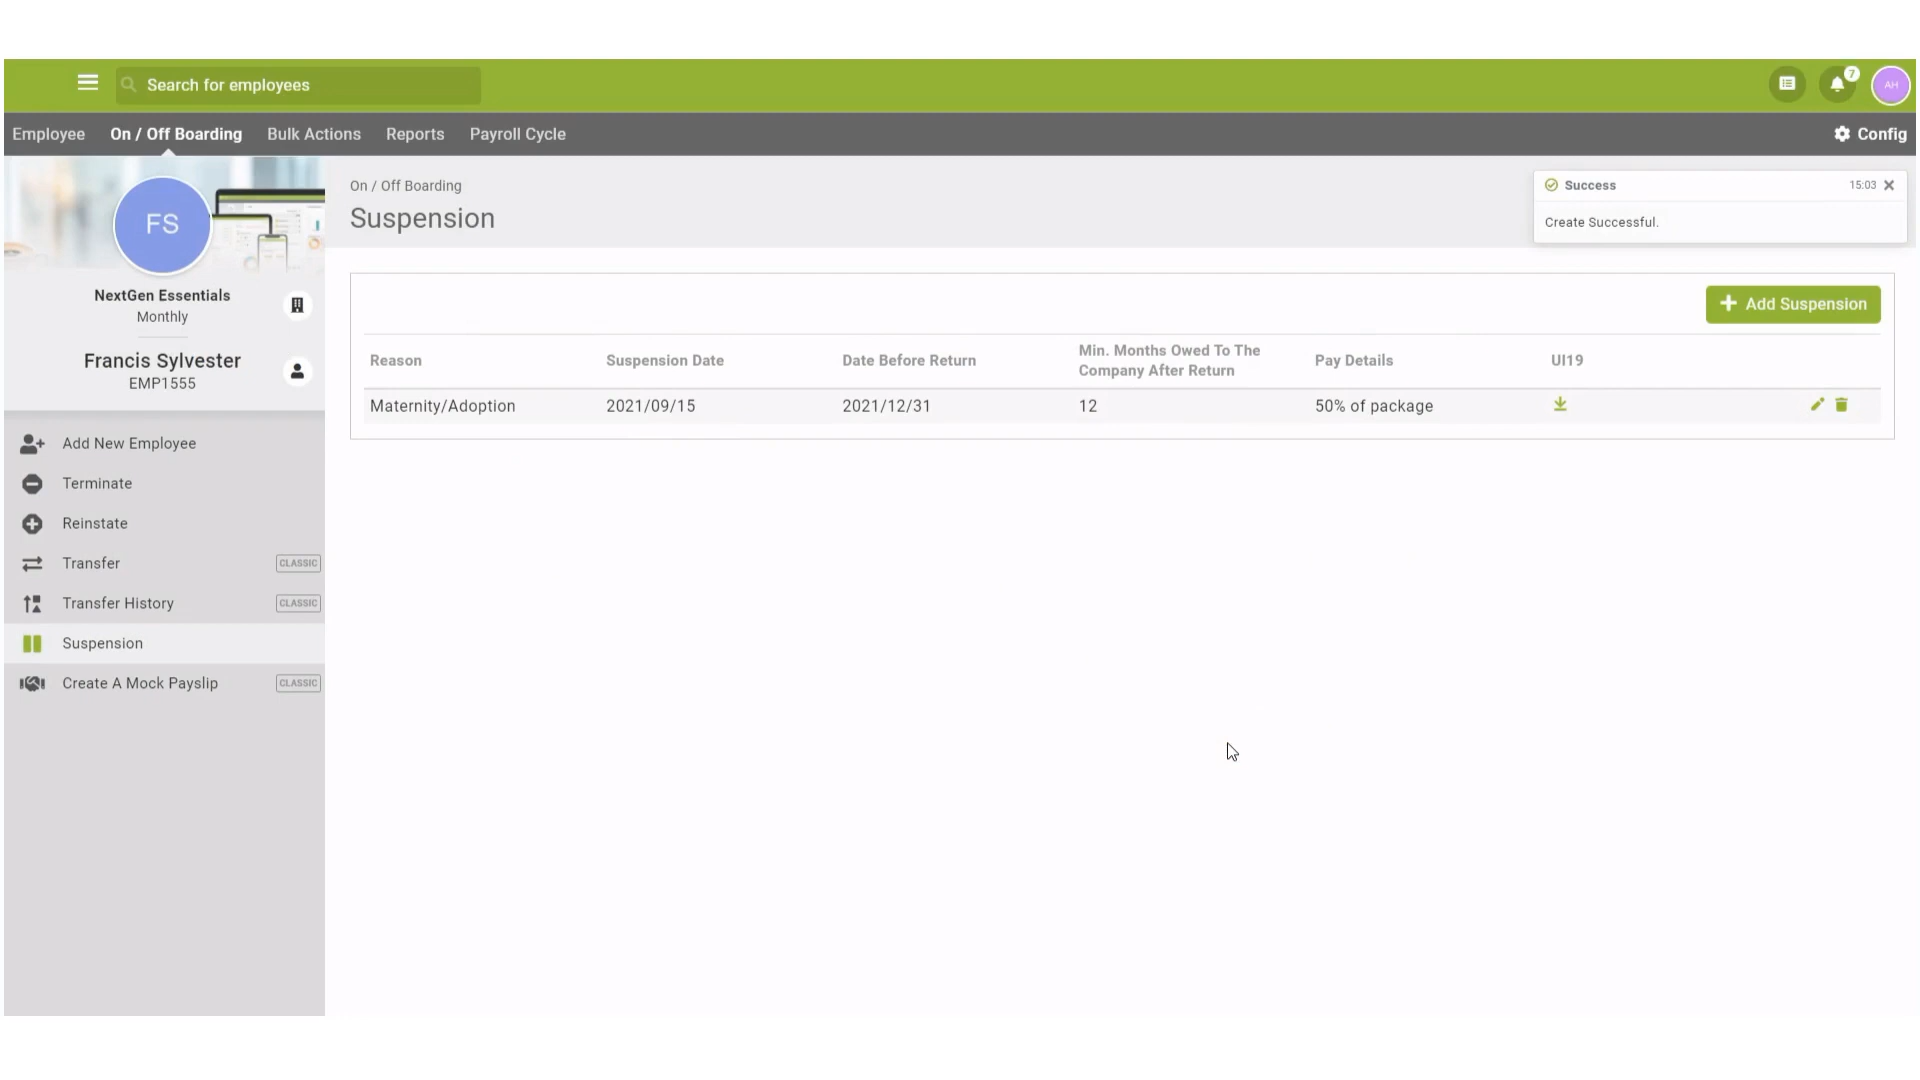 Search for employees
7
AH
Employee
On / Off Boarding
Bulk Actions
Reports
Payroll Cycle
Config
FS
NextGen Essentials
Monthly
Francis Sylvester
EMP1555
Add New Employee
Terminate
Reinstate
Transfer
CLASSIC
Transfer History
CLASSIC
Suspension
Create A Mock Payslip
CLASSIC
On / Off Boarding
Suspension
Success
15:03
Create Successful.
Add Suspension
Reason
Suspension Date
Date Before Return
Min. Months Owed To The
Company After Return
Pay Details
UI19
Maternity/Adoption
2021/09/15
2021/12/31
12
50% of package